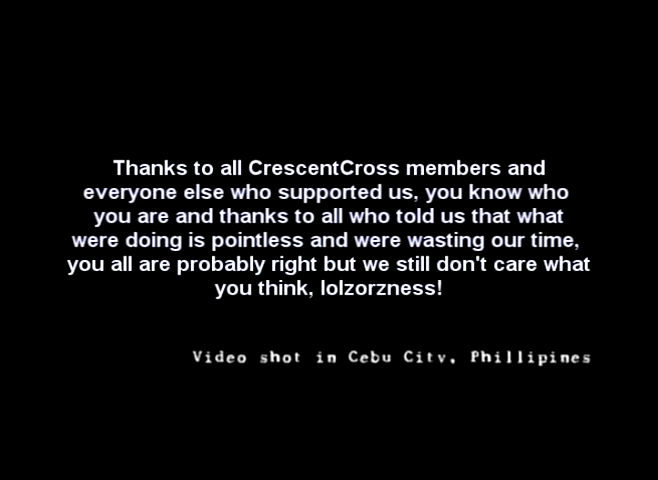 Thanks to all CrescentCross members and
everyone else who supported us, you know who
you are and thanks to all who told us that what
were doing is pointless and were wasting our time,
you all are probably right but we still don't care what
you think, lolzorzness!
Video shot in Cebu City, Phillipines